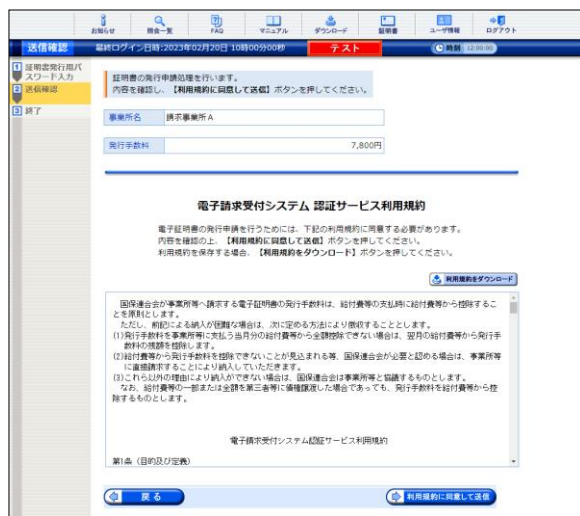 お知らせ 照会一覧 FAQ マニュアル ダウンロード 証明書 ユーザ情報 ログアウト
送信確認 最終ログイン日時:2023年02月20日 10時00分00秒 テスト 時刻 12:00:00
1 証明書発行用パ
スワード入力
2 送信確認
3 終了
証明書の発行申請処理を行います。
内容を確認し、【利用規約に同意して送信】ボタンを押してください。
事業所名 請求事業所A
発行手数料 7,800円
電子請求受付システム 認証サービス利用規約
電子証明書の発行申請を行うためには、下記の利用規約に同意する必要があります。
内容を確認の上、【利用規約に同意して送信】ボタンを押してください。
利用規約を保存する場合、【利用規約をダウンロード】ボタンを押してください。
利用規約をダウンロード
国保連合会が事業所等へ請求する電子証明書の発行手数料は、給付費等の支払時に給付費等から控除するこ
とを原則とします。
ただし、前記による納入が困難な場合は、次に定める方法により徴収することとします。
(1)発行手数料を事業所等に支払う当月分の給付費等から全額控除できない場合は、翌月の給付費等から発行手
数料の残額を控除します。
(2)給付費等から発行手数料を控除できないことが見込まれる等、国保連合会が必要と認める場合は、事業所等
に直接請求することにより納入していただきます。
(3)これら以外の理由により納入ができない場合は、国保連合会は事業所等と協議するものとします。
なお、給付費等の一部または全額を第三者等に債権譲渡した場合であっても、発行手数料を給付費等から控
除するものとします。
電子請求受付システム認証サービス利用規約
第1条(目的及び定義)
戻る 利用規約に同意して送信